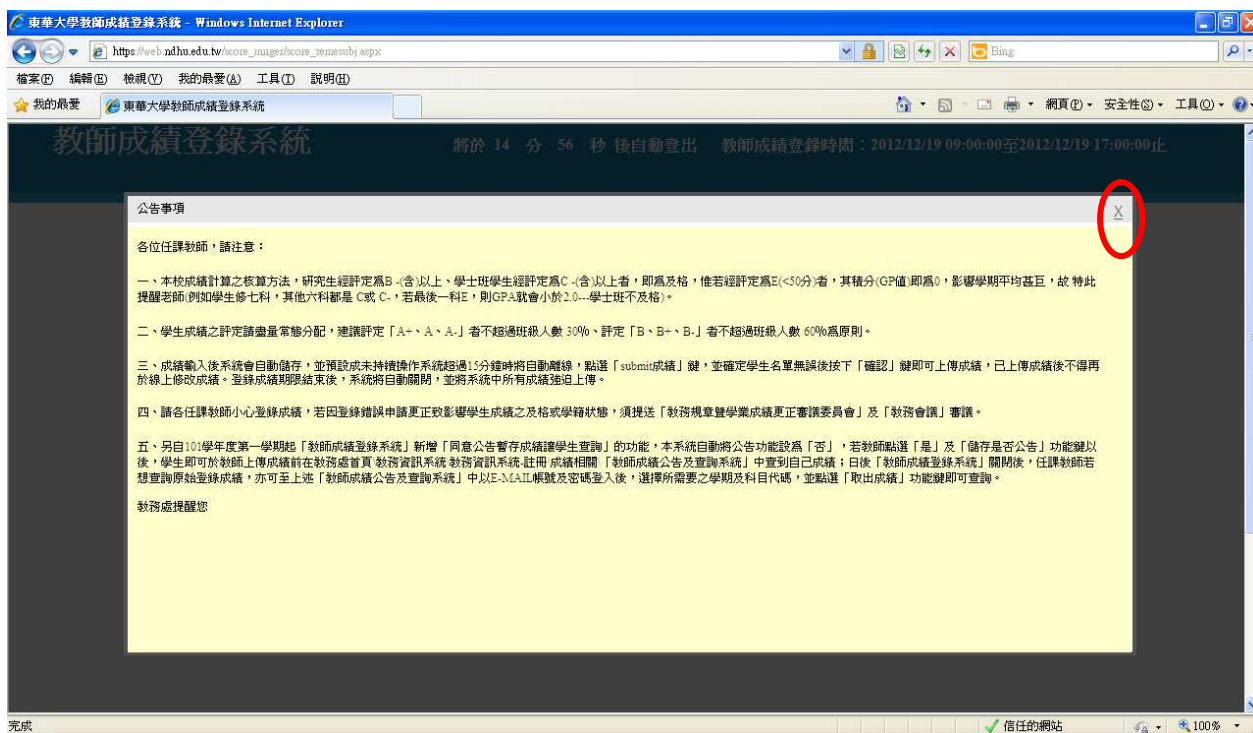 東華大學教師成績登錄系統 - Windows Internet Explorer
https://web.ndhu.edu.tw/score_mnger/score_semesubj.aspx
Bing
檔案(F) 編輯(E) 檢視(V) 我的最愛(A) 工具(T) 說明(H)
我的最愛 東華大學教師成績登錄系統 網頁(P) 安全性(S) 工具(O)
教師成績登錄系統 將於 14 分 56 秒 後自動登出 教師成績登錄時間：2012/12/19 09:00:00至2012/12/19 17:00:00止
公告事項 X
各位任課教師，請注意：
一、本校成績計算之核算方法，研究生經評定為B -(含)以上、學士班學生經評定為C -(含)以上者，即為及格，惟若經評定為E(<50分)者，其積分(GP值)即為0，影響學期平均甚巨，故 特此
提醒老師(例如學生修七科，其他六科都是 C或 C-，若最後一科E，則GPA就會小於2.0---學士班不及格)。
二、學生成績之評定請盡量常態分配，建議評定「A+、A、A-」者不超過班級人數 30%、評定「B、B+、B-」者不超過班級人數 60%為原則。
三、成績輸入後系統會自動儲存，並預設成未持續操作系統超過15分鐘時將自動離線，點選「submit成績」鍵，並確定學生名單無誤後按下「確認」鍵即可上傳成績，已上傳成績後不得再
於線上修改成績。登錄成績期限結束後，系統將自動關閉，並將系統中所有成績強迫上傳。
四、請各任課教師小心登錄成績，若因登錄錯誤申請更正致影響學生成績之及格或學籍狀態，須提送「教務規章暨學業成績更正審議委員會」及「教務會議」審議。
五、另自101學年度第一學期起「教師成績登錄系統」新增「同意公告暫存成績讓學生查詢」的功能，本系統自動將公告功能設為「否」，若教師點選「是」及「儲存是否公告」功能鍵以
後，學生即可於教師上傳成績前在教務處首頁 教務資訊系統 教務資訊系統-註冊 成績相關「教師成績公告及查詢系統」中查到自己成績；日後「教師成績登錄系統」關閉後，任課教師若
想查詢原始登錄成績，亦可至上述「教師成績公告及查詢系統」中以E-MAIL帳號及密碼登入後，選擇所需要之學期及科目代碼，並點選「取出成績」功能鍵即可查詢。
教務處提醒您
完成 信任的網站 100%